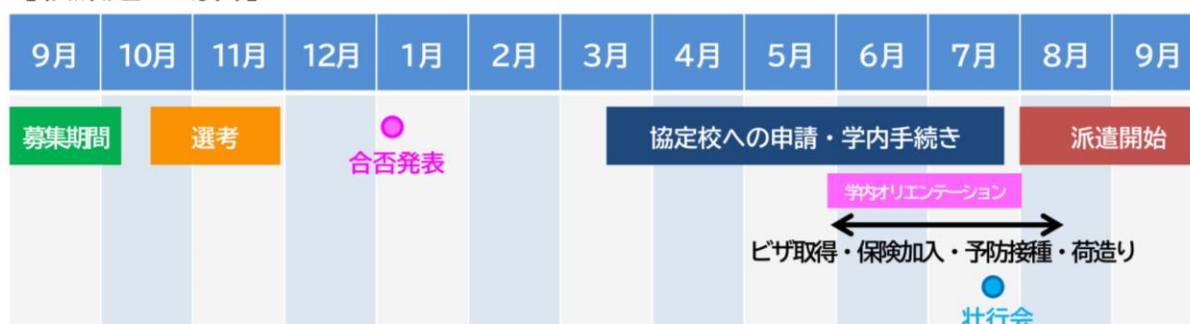 9月 10月 11月 12月 1月 2月 3月 4月 5月 6月 7月 8月 9月
募集期間 選考 協定校への申請・学内手続き 派遣開始
合否発表
学内オリエンテーション
ビザ取得・保険加入・予防接種・荷造り
壮行会